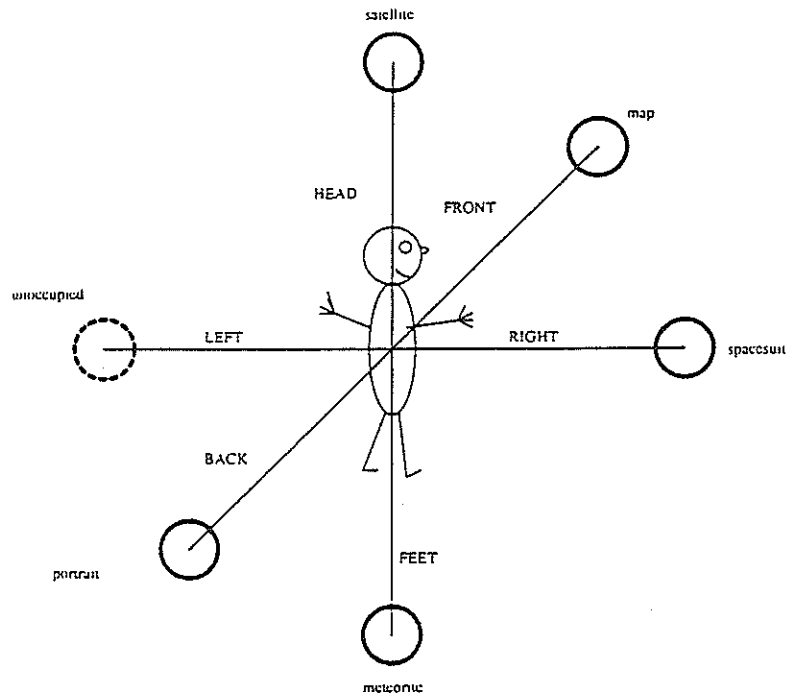 satellite
map
HEAD
FRONT
unoccupied
LEFT
RIGHT
spacesuit
BACK
FEET
portrait
meteorite